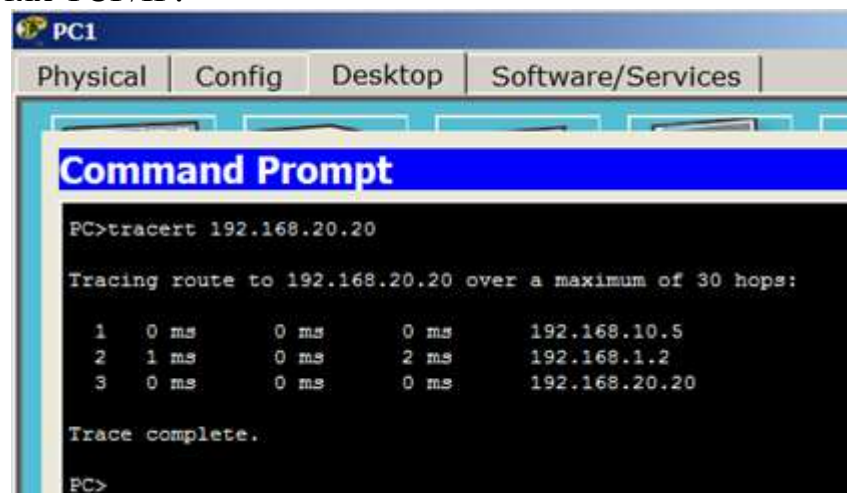 PC1
Physical Config Desktop Software/Services
Command Prompt
PC>tracert 192.168.20.20
Tracing route to 192.168.20.20 over a maximum of 30 hops:
1 0 ms 0 ms 0 ms 192.168.10.5
2 1 ms 0 ms 2 ms 192.168.1.2
3 0 ms 0 ms 0 ms 192.168.20.20
Trace complete.
PC>